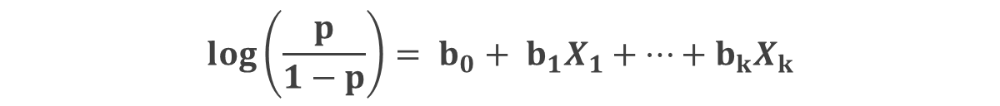 log(p / 1 − p) = b₀ + b₁X₁ + ⋯ + bₖXₖ